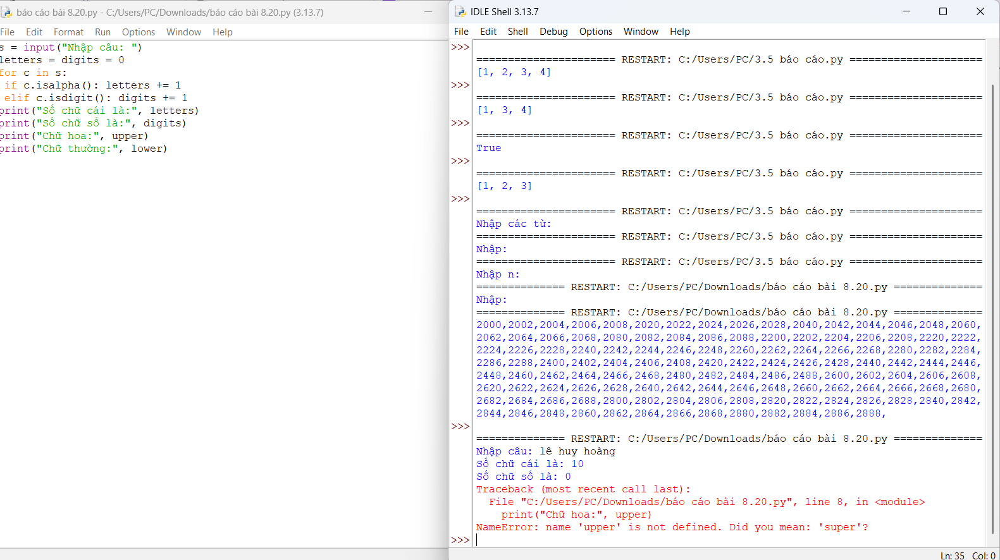 báo cáo bài 8.20.py - C:/Users/PC/Downloads/báo cáo bài 8.20.py (3.13.7)
File Edit Format Run Options Window Help
s = input("Nhập câu: ")
letters = digits = 0
for c in s:
if c.isalpha(): letters += 1
elif c.isdigit(): digits += 1
print("Số chữ cái là:", letters)
print("Số chữ số là:", digits)
print("Chữ hoa:", upper)
print("Chữ thường:", lower)
IDLE Shell 3.13.7
File Edit Shell Debug Options Window Help
>>>
====================== RESTART: C:/Users/PC/3.5 báo cáo.py =====================
[1, 2, 3, 4]
>>>
====================== RESTART: C:/Users/PC/3.5 báo cáo.py =====================
[1, 3, 4]
>>>
====================== RESTART: C:/Users/PC/3.5 báo cáo.py =====================
True
>>>
====================== RESTART: C:/Users/PC/3.5 báo cáo.py =====================
[1, 2, 3]
>>>
====================== RESTART: C:/Users/PC/3.5 báo cáo.py =====================
Nhập các từ:
====================== RESTART: C:/Users/PC/3.5 báo cáo.py =====================
Nhập:
====================== RESTART: C:/Users/PC/3.5 báo cáo.py =====================
Nhập n:
============== RESTART: C:/Users/PC/Downloads/báo cáo bài 8.20.py ==============
Nhập:
============== RESTART: C:/Users/PC/Downloads/báo cáo bài 8.20.py ==============
2000,2002,2004,2006,2008,2020,2022,2024,2026,2028,2040,2042,2044,2046,2048,2060,
2062,2064,2066,2068,2080,2082,2084,2086,2088,2200,2202,2204,2206,2208,2220,2222,
2224,2226,2228,2240,2242,2244,2246,2248,2260,2262,2264,2266,2268,2280,2282,2284,
2286,2288,2400,2402,2404,2406,2408,2420,2422,2424,2426,2428,2440,2442,2444,2446,
2448,2460,2462,2464,2466,2468,2480,2482,2484,2486,2488,2600,2602,2604,2606,2608,
2620,2622,2624,2626,2628,2640,2642,2644,2646,2648,2660,2662,2664,2666,2668,2680,
2682,2684,2686,2688,2800,2802,2804,2806,2808,2820,2822,2824,2826,2828,2840,2842,
2844,2846,2848,2860,2862,2864,2866,2868,2880,2882,2884,2886,2888,
>>>
============== RESTART: C:/Users/PC/Downloads/báo cáo bài 8.20.py ==============
Nhập câu: lê huy hoàng
Số chữ cái là: 10
Số chữ số là: 0
Traceback (most recent call last):
File "C:/Users/PC/Downloads/báo cáo bài 8.20.py", line 8, in <module>
print("Chữ hoa:", upper)
NameError: name 'upper' is not defined. Did you mean: 'super'?
>>>
Ln: 35 Col: 0